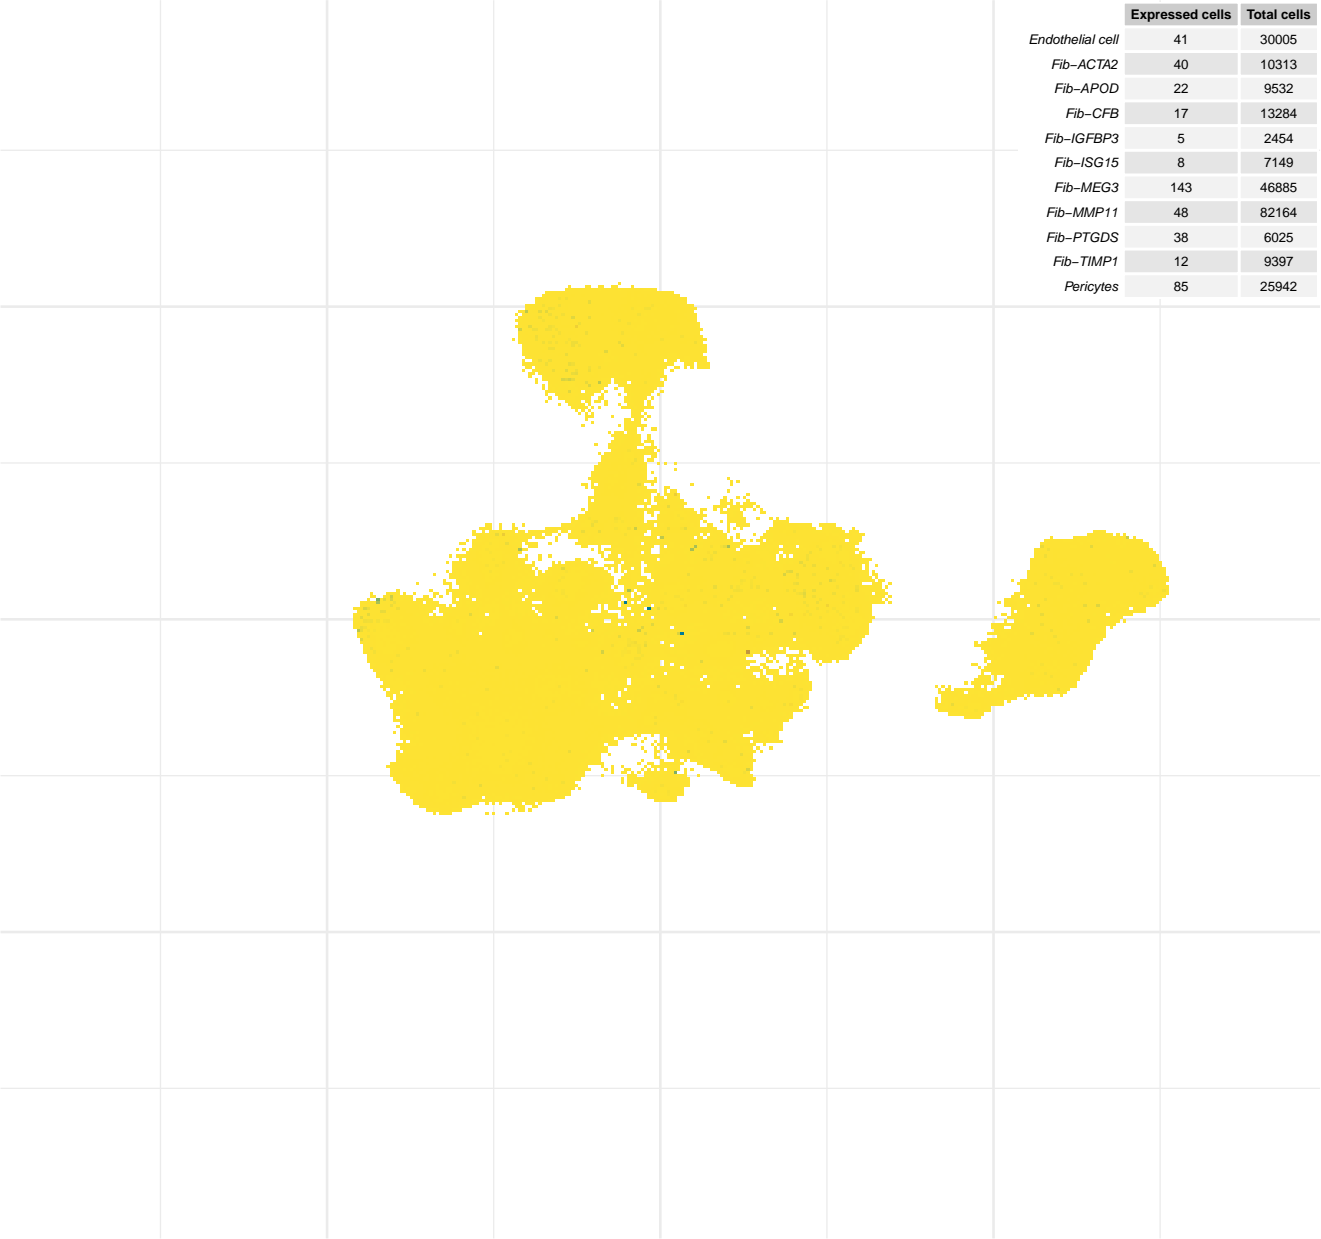 Expressed cells Total cells
Endothelial cell 41 30005
Fib−ACTA2 40 10313
Fib−APOD 22 9532
Fib−CFB 17 13284
Fib−IGFBP3 5 2454
Fib−ISG15 8 7149
Fib−MEG3 143 46885
Fib−MMP11 48 82164
Fib−PTGDS 38 6025
Fib−TIMP1 12 9397
Pericytes 85 25942